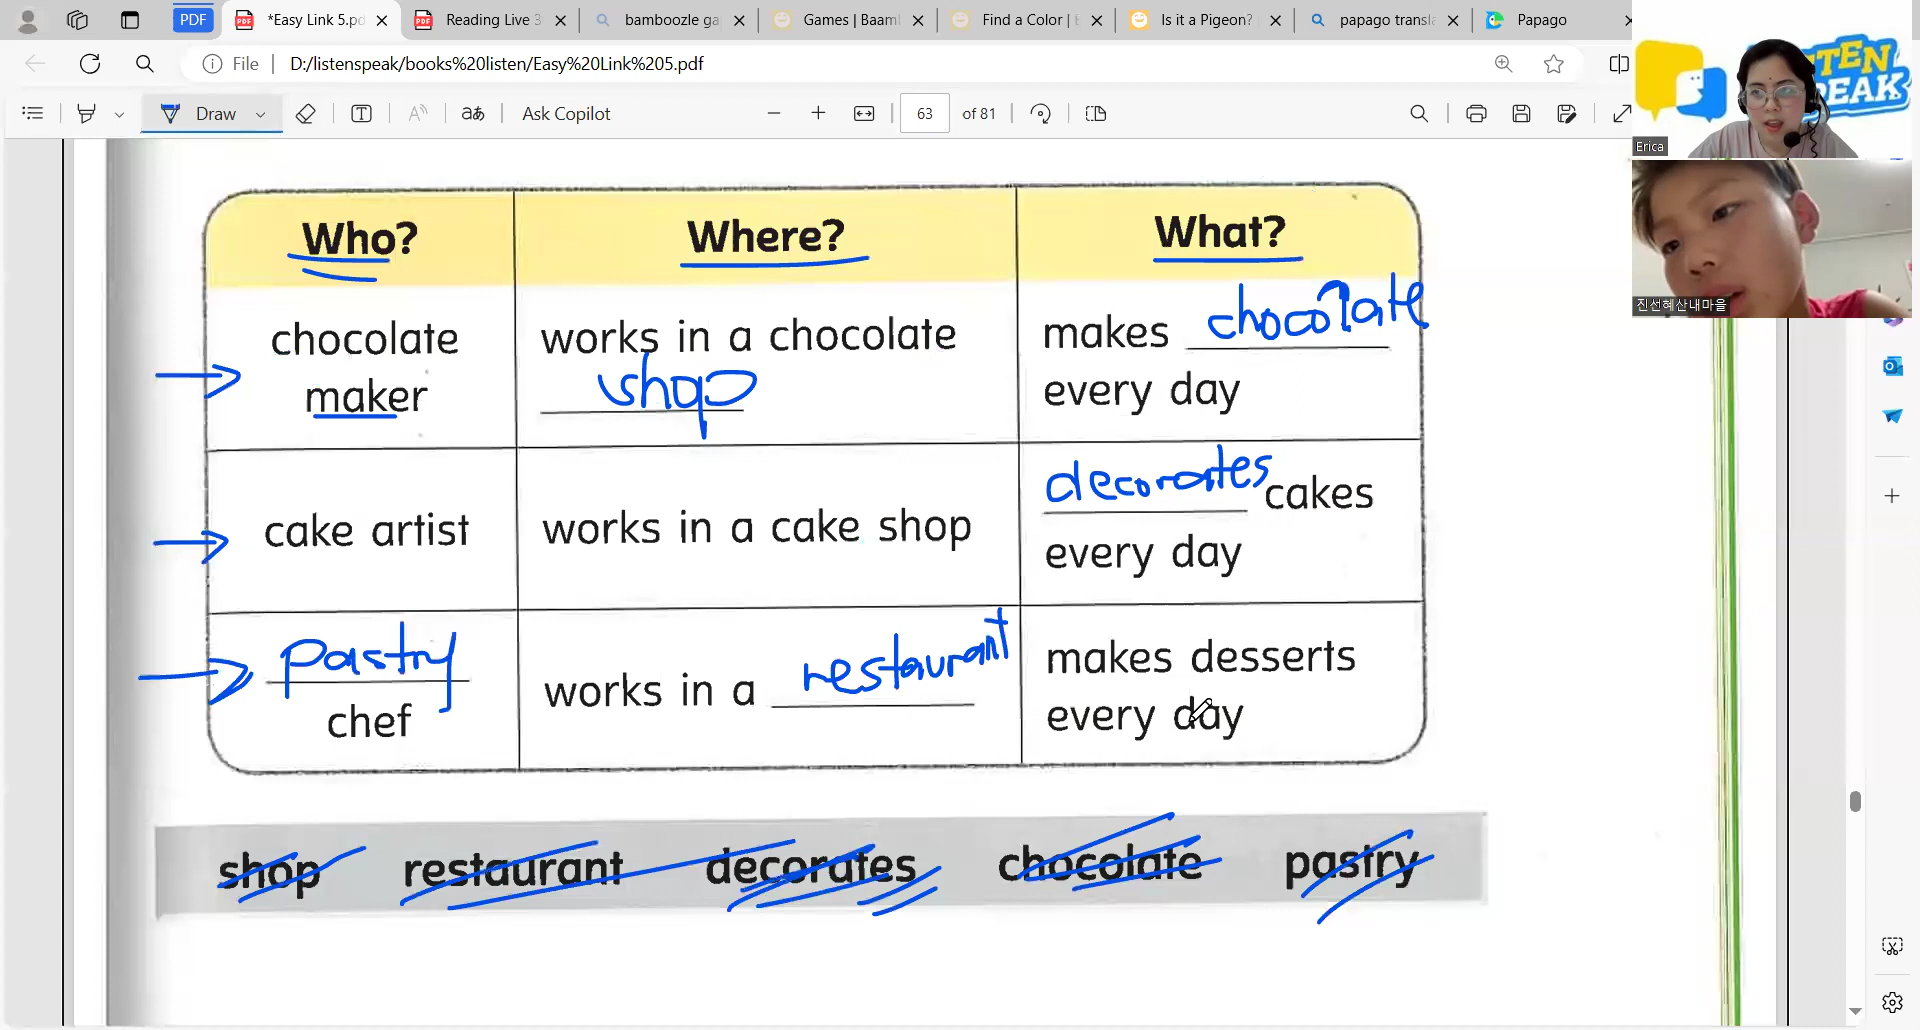 PDF
*Easy Link 5.pd
Reading Live 3
bamboozle ga
Games | Baam
Find a Color |
Is it a Pigeon?
papago transla
Papago
File
D:/listenspeak/books%20listen/Easy%20Link%205.pdf
Draw
aあ
Ask Copilot
63 of 81
Erica
진선혜산내마을
Who? Where? What?
chocolate
maker
works in a chocolate
shop
makes chocolate
every day
cake artist
works in a cake shop
decorates cakes
every day
pastry
chef
works in a restaurant
makes desserts
every day
shop restaurant decorates chocolate pastry